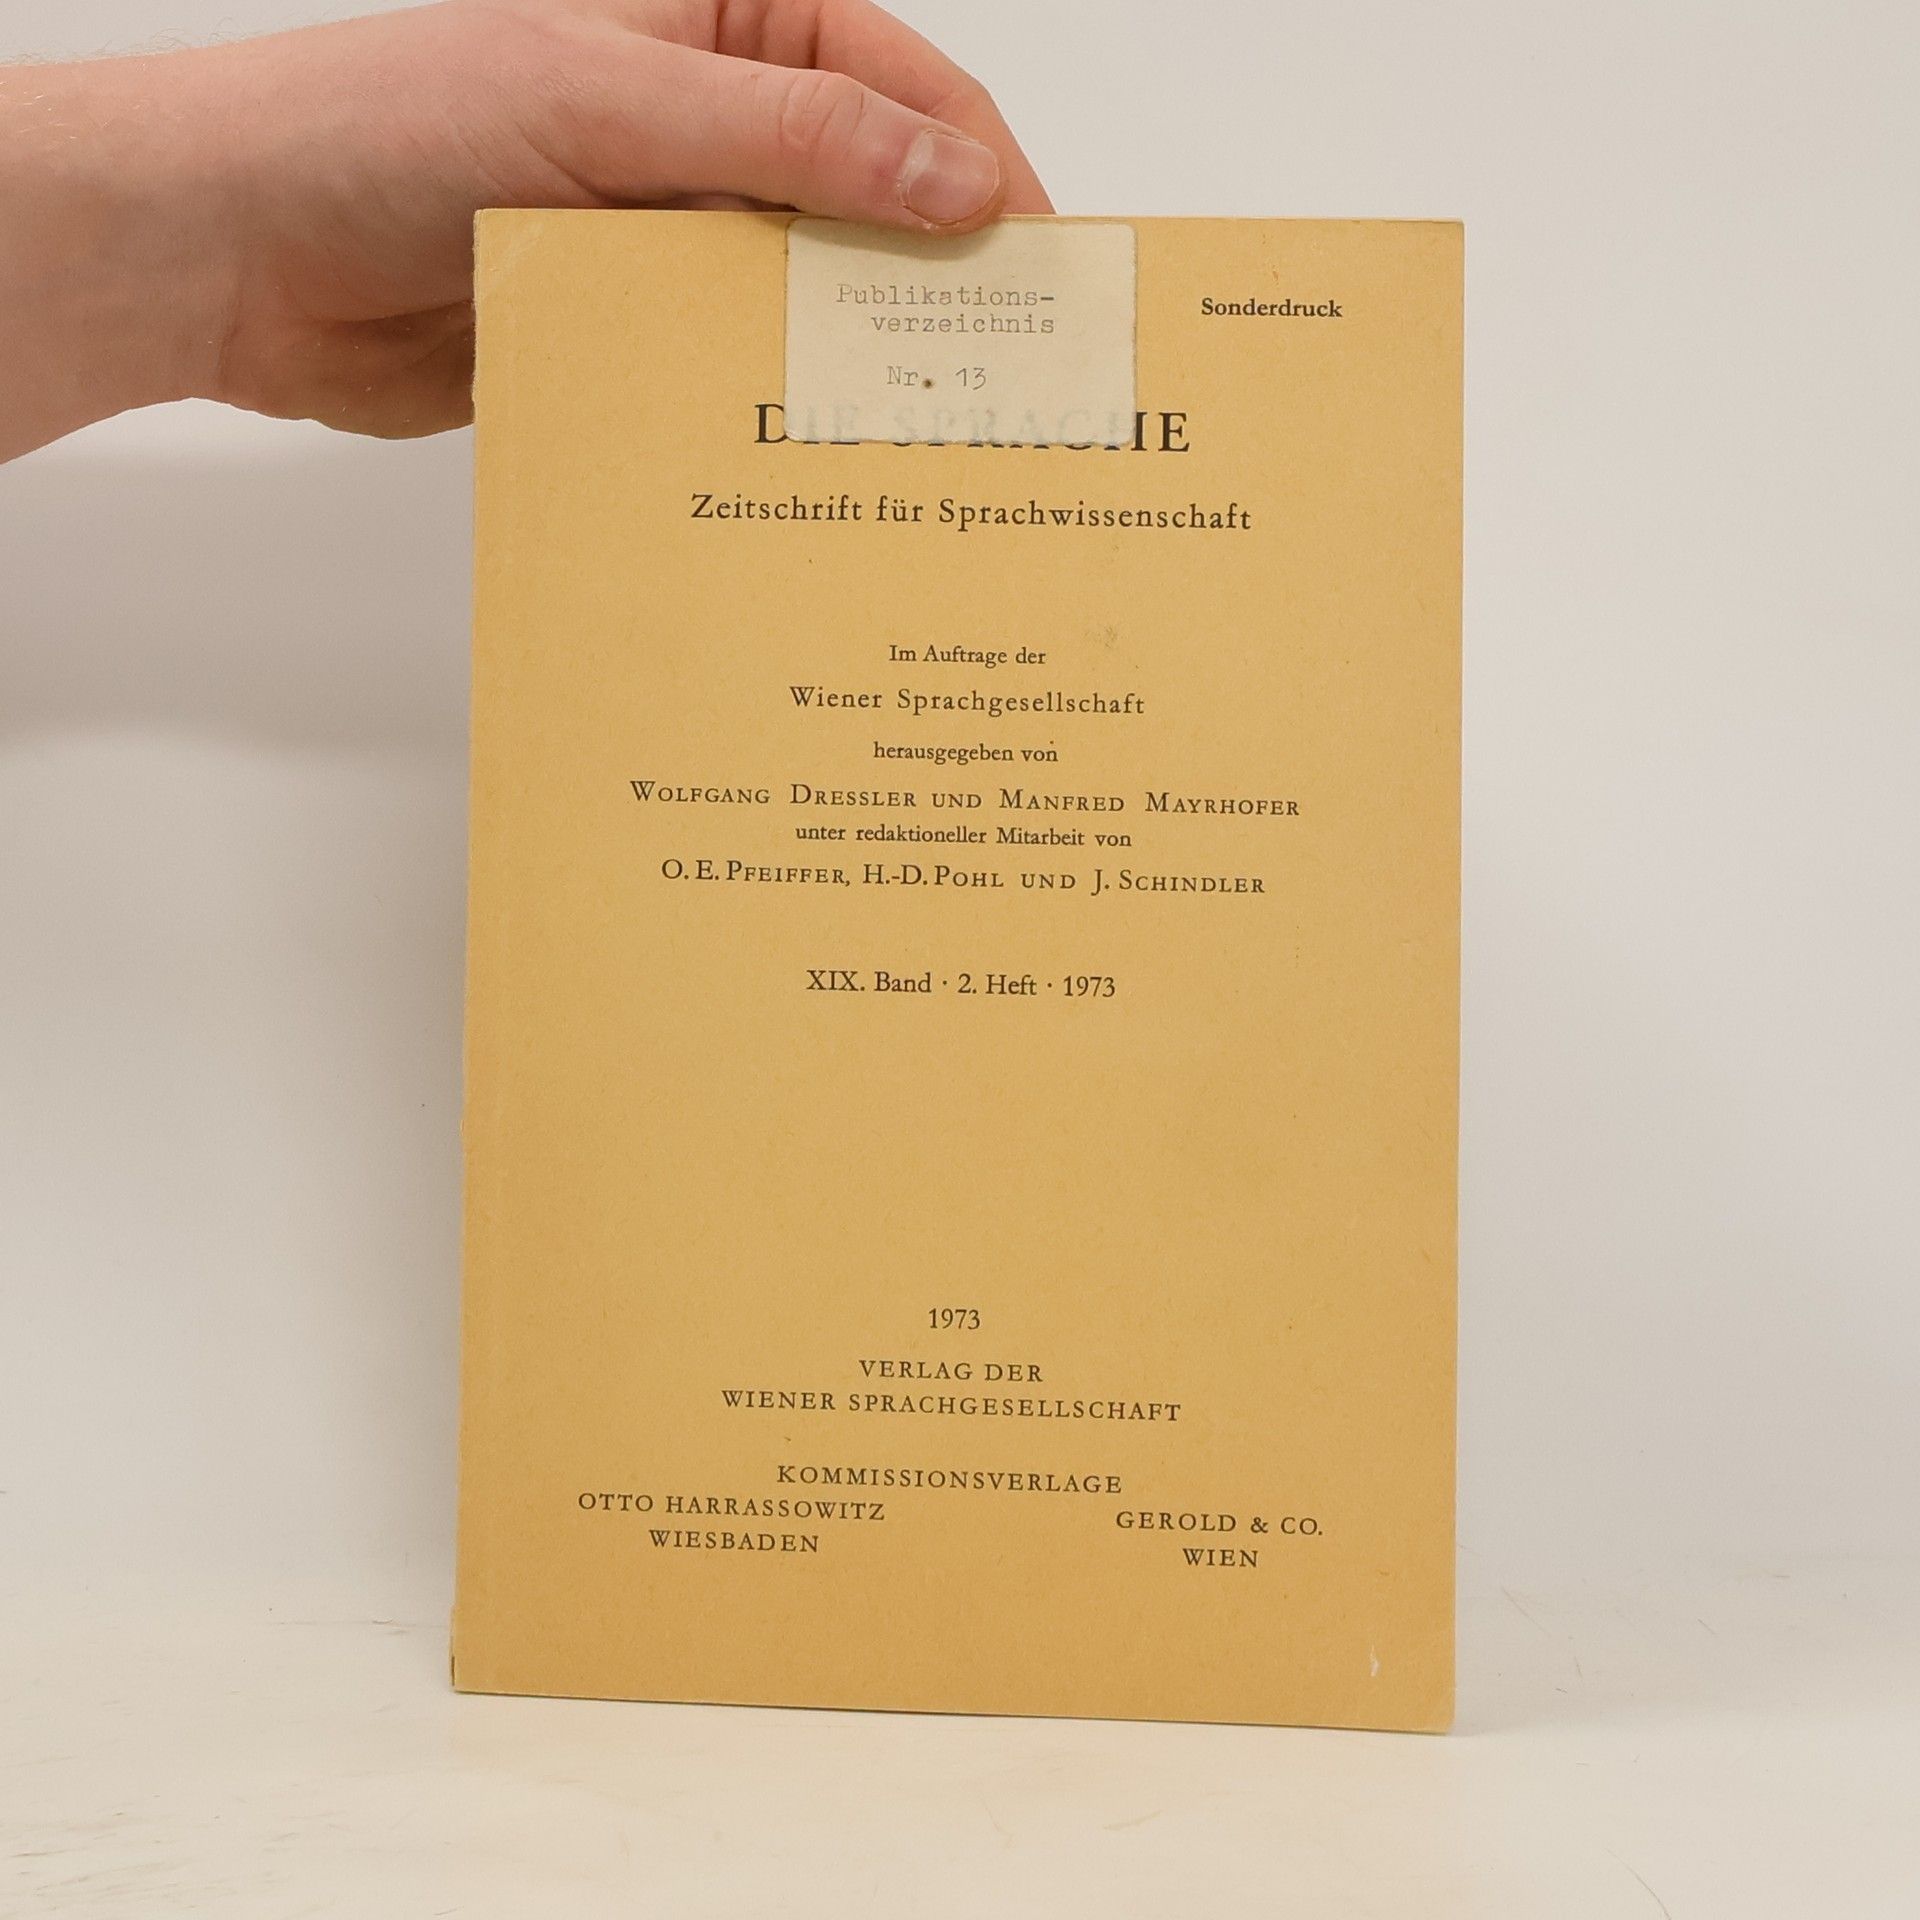 Publikations-
verzeichnis
Nr. 13
Sonderdruck
DIE SPRACHE
Zeitschrift für Sprachwissenschaft
Im Auftrage der
Wiener Sprachgesellschaft
herausgegeben von
WOLFGANG DRESSLER UND MANFRED MAYRHOFER
unter redaktioneller Mitarbeit von
O. E. PFEIFFER, H.-D. POHL UND J. SCHINDLER
XIX. Band · 2. Heft · 1973
1973
VERLAG DER
WIENER SPRACHGESELLSCHAFT
KOMMISSIONSVERLAGE
OTTO HARRASSOWITZ
WIESBADEN
GEROLD & CO.
WIEN